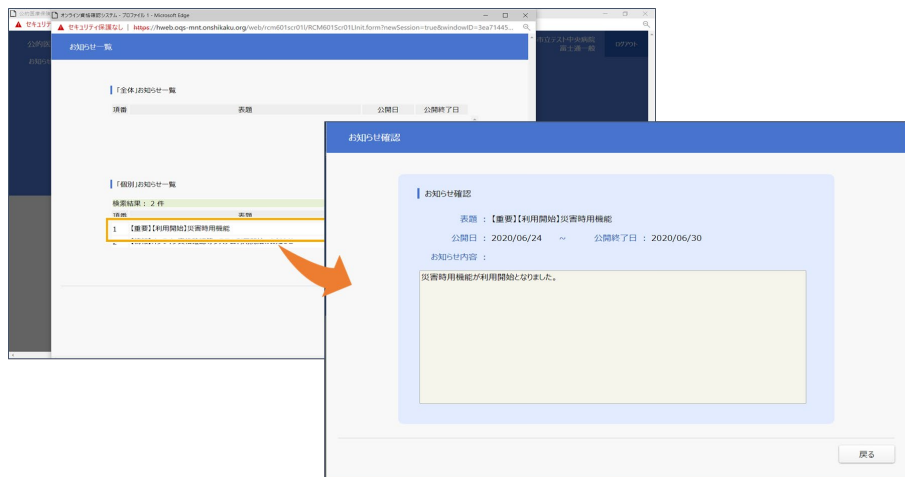 オンライン資格確認システム - プロファイル 1 - Microsoft Edge
セキュリティ保護なし | https://hweb.oqs-mnt.onshikaku.org/web/rcm601scr01l/RCM601Scr01LInit.form?newSession=true&windowID=3ea71445...
お知らせ一覧
ログアウト
「全体」お知らせ一覧
項番 表題 公開日 公開終了日
「個別」お知らせ一覧
検索結果： 2 件
項番 表題
1 【重要】【利用開始】災害時用機能
2
お知らせ確認
お知らせ確認
表題 ：【重要】【利用開始】災害時用機能
公開日 ： 2020/06/24 ～ 公開終了日 ： 2020/06/30
お知らせ内容 ：
災害時用機能が利用開始となりました。
戻る